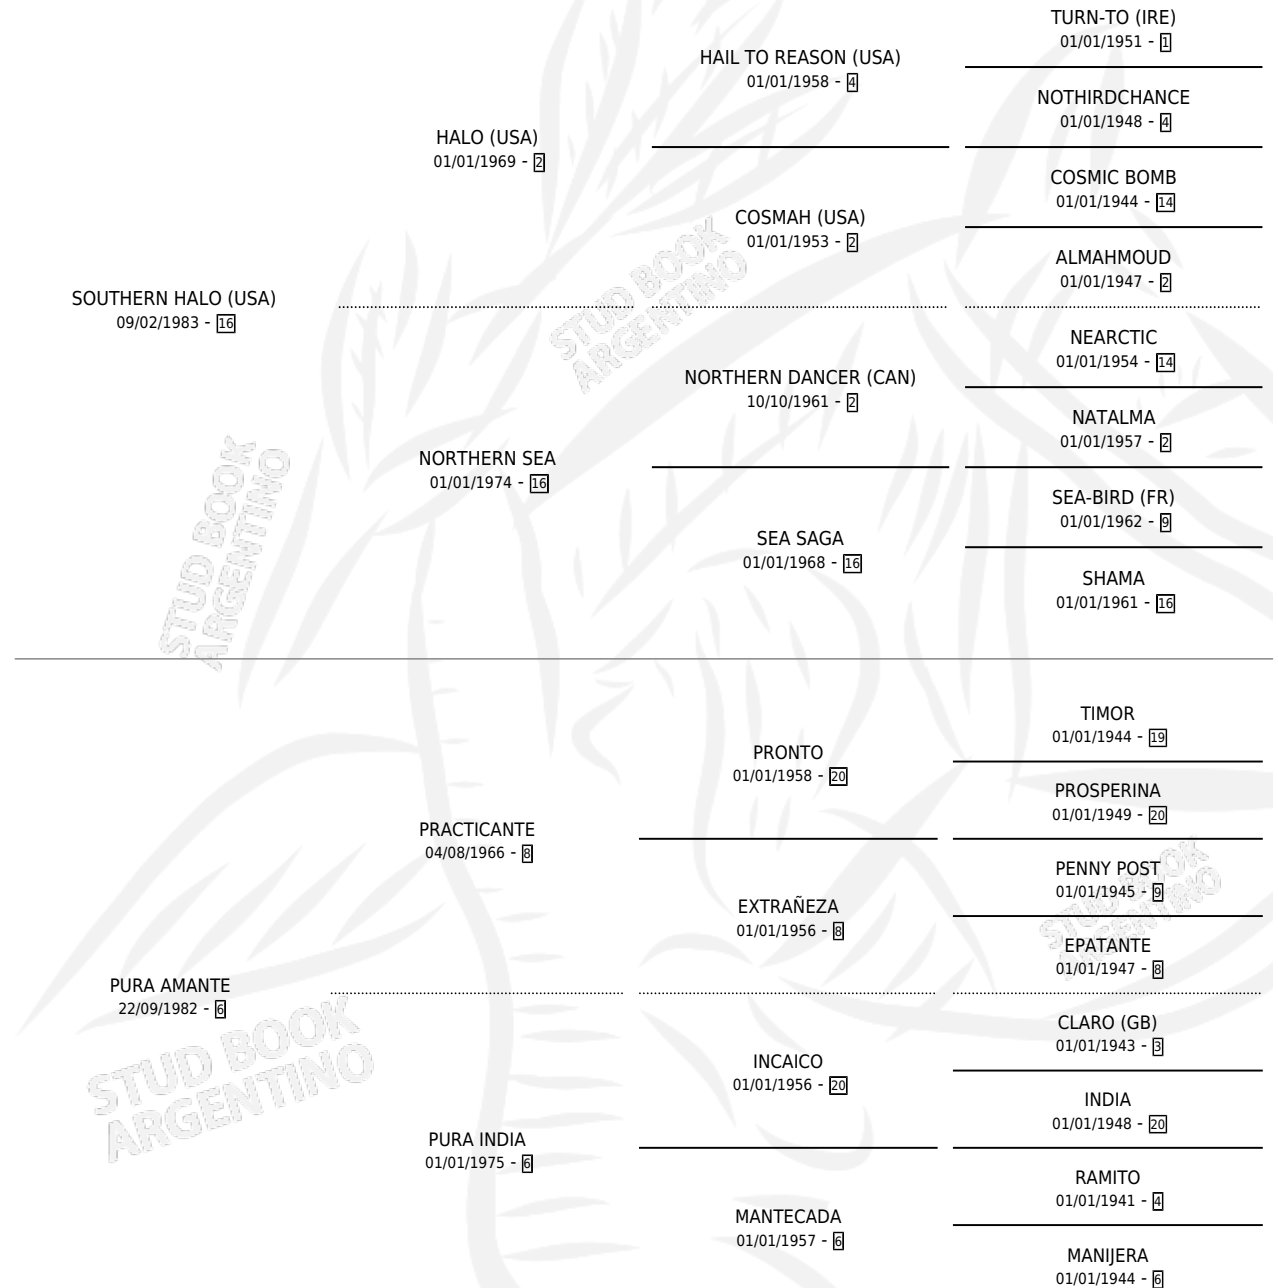 TURN-TO (IRE)
01/01/1951 - 1
HAIL TO REASON (USA)
01/01/1958 - 4
NOTHIRDCHANCE
01/01/1948 - 4
HALO (USA)
01/01/1969 - 2
COSMIC BOMB
01/01/1944 - 14
COSMAH (USA)
01/01/1953 - 2
ALMAHMOUD
01/01/1947 - 2
SOUTHERN HALO (USA)
09/02/1983 - 16
NEARCTIC
01/01/1954 - 14
NORTHERN DANCER (CAN)
10/10/1961 - 2
NATALMA
01/01/1957 - 2
NORTHERN SEA
01/01/1974 - 16
SEA-BIRD (FR)
01/01/1962 - 9
SEA SAGA
01/01/1968 - 16
SHAMA
01/01/1961 - 16
TIMOR
01/01/1944 - 19
PRONTO
01/01/1958 - 20
PROSPERINA
01/01/1949 - 20
PRACTICANTE
04/08/1966 - 8
PENNY POST
01/01/1945 - 9
EXTRAÑEZA
01/01/1956 - 8
EPATANTE
01/01/1947 - 8
PURA AMANTE
22/09/1982 - 6
CLARO (GB)
01/01/1943 - 3
INCAICO
01/01/1956 - 20
INDIA
01/01/1948 - 20
PURA INDIA
01/01/1975 - 6
RAMITO
01/01/1941 - 4
MANTECADA
01/01/1957 - 6
MANIJERA
01/01/1944 - 6
STUD BOOK
ARGENTINO
STUD BOOK
ARGENTINO
STUD BOOK
ARGENTINO
STUD BOOK
ARGENTINO